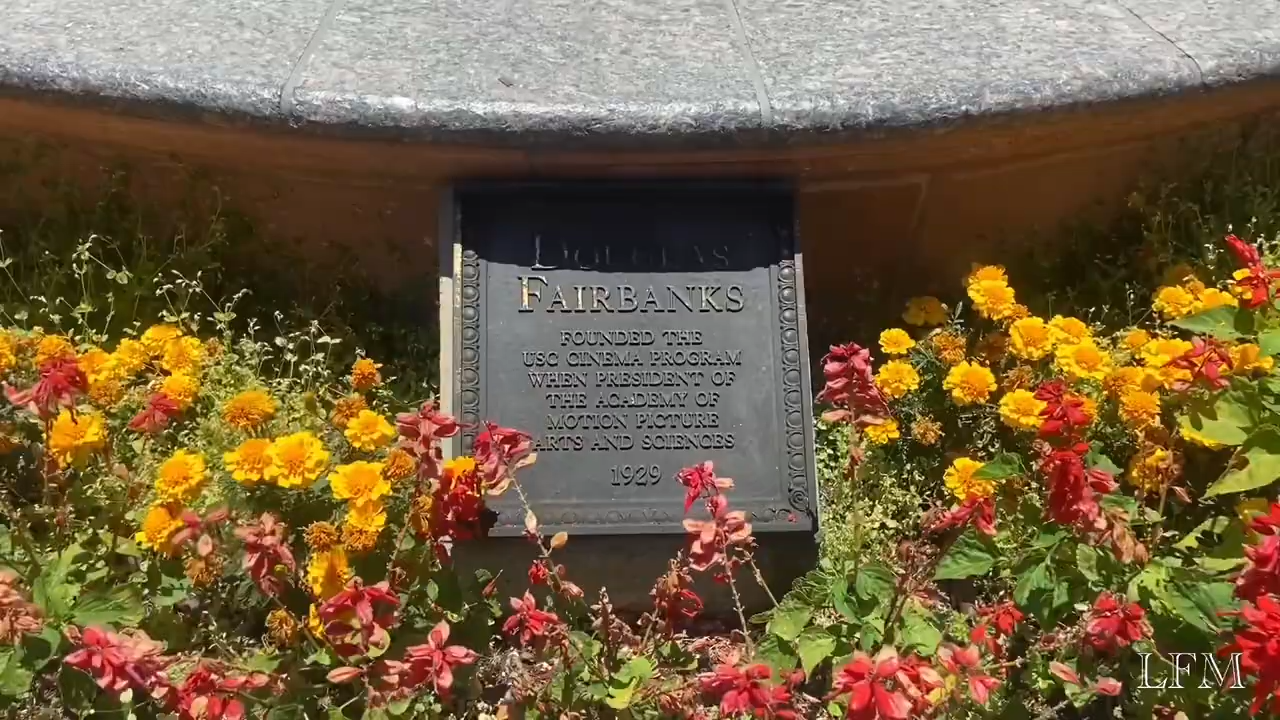 DOUGLAS
FAIRBANKS
FOUNDED THE
USC CINEMA PROGRAM
WHEN PRESIDENT OF
THE ACADEMY OF
MOTION PICTURE
ARTS AND SCIENCES
1929
LFM